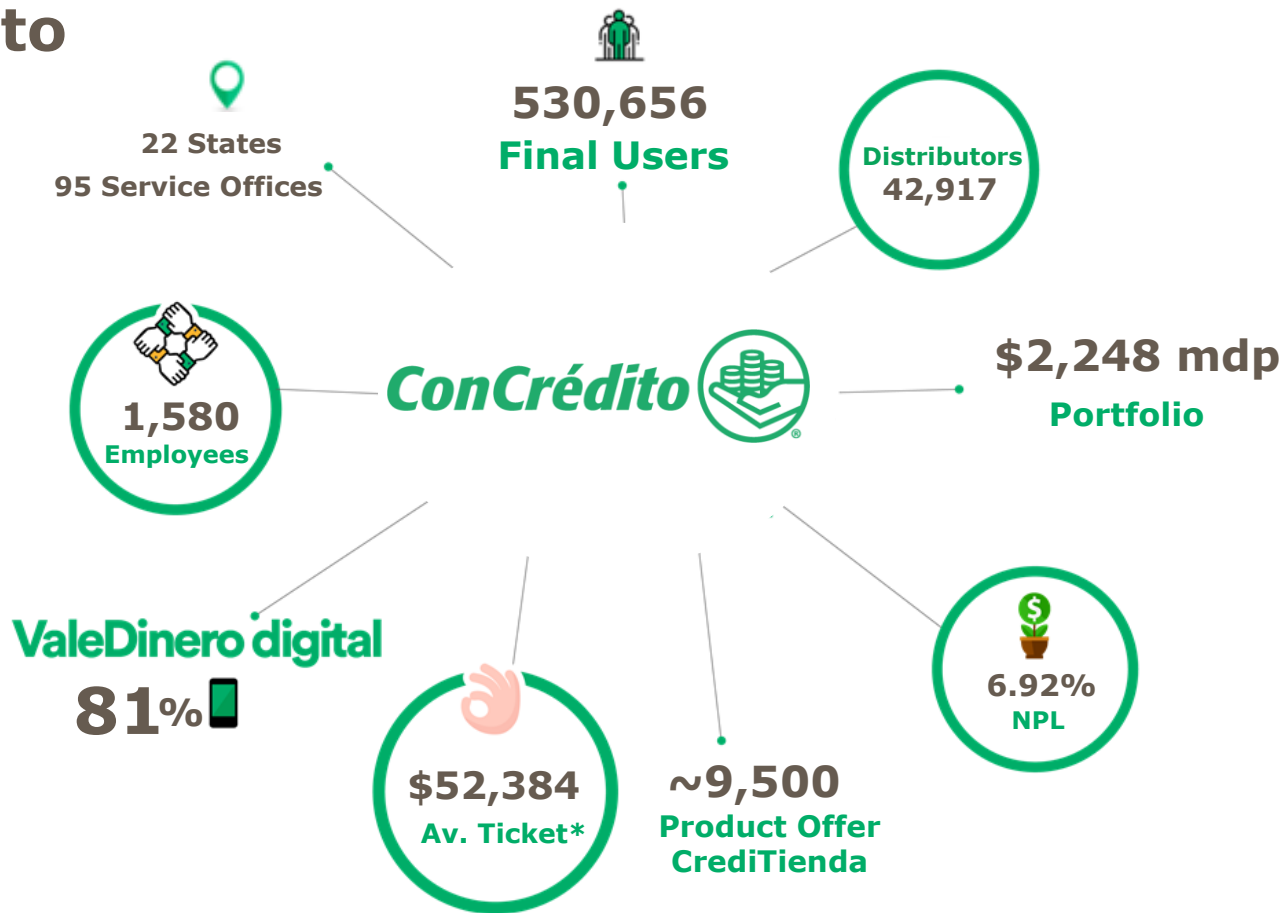 to
22 States
95 Service Offices
530,656
Final Users
Distributors
42,917
1,580
Employees
ConCrédito
®
$2,248 mdp
Portfolio
ValeDinero digital
81%
$52,384
Av. Ticket*
~9,500
Product Offer
CrediTienda
$
6.92%
NPL